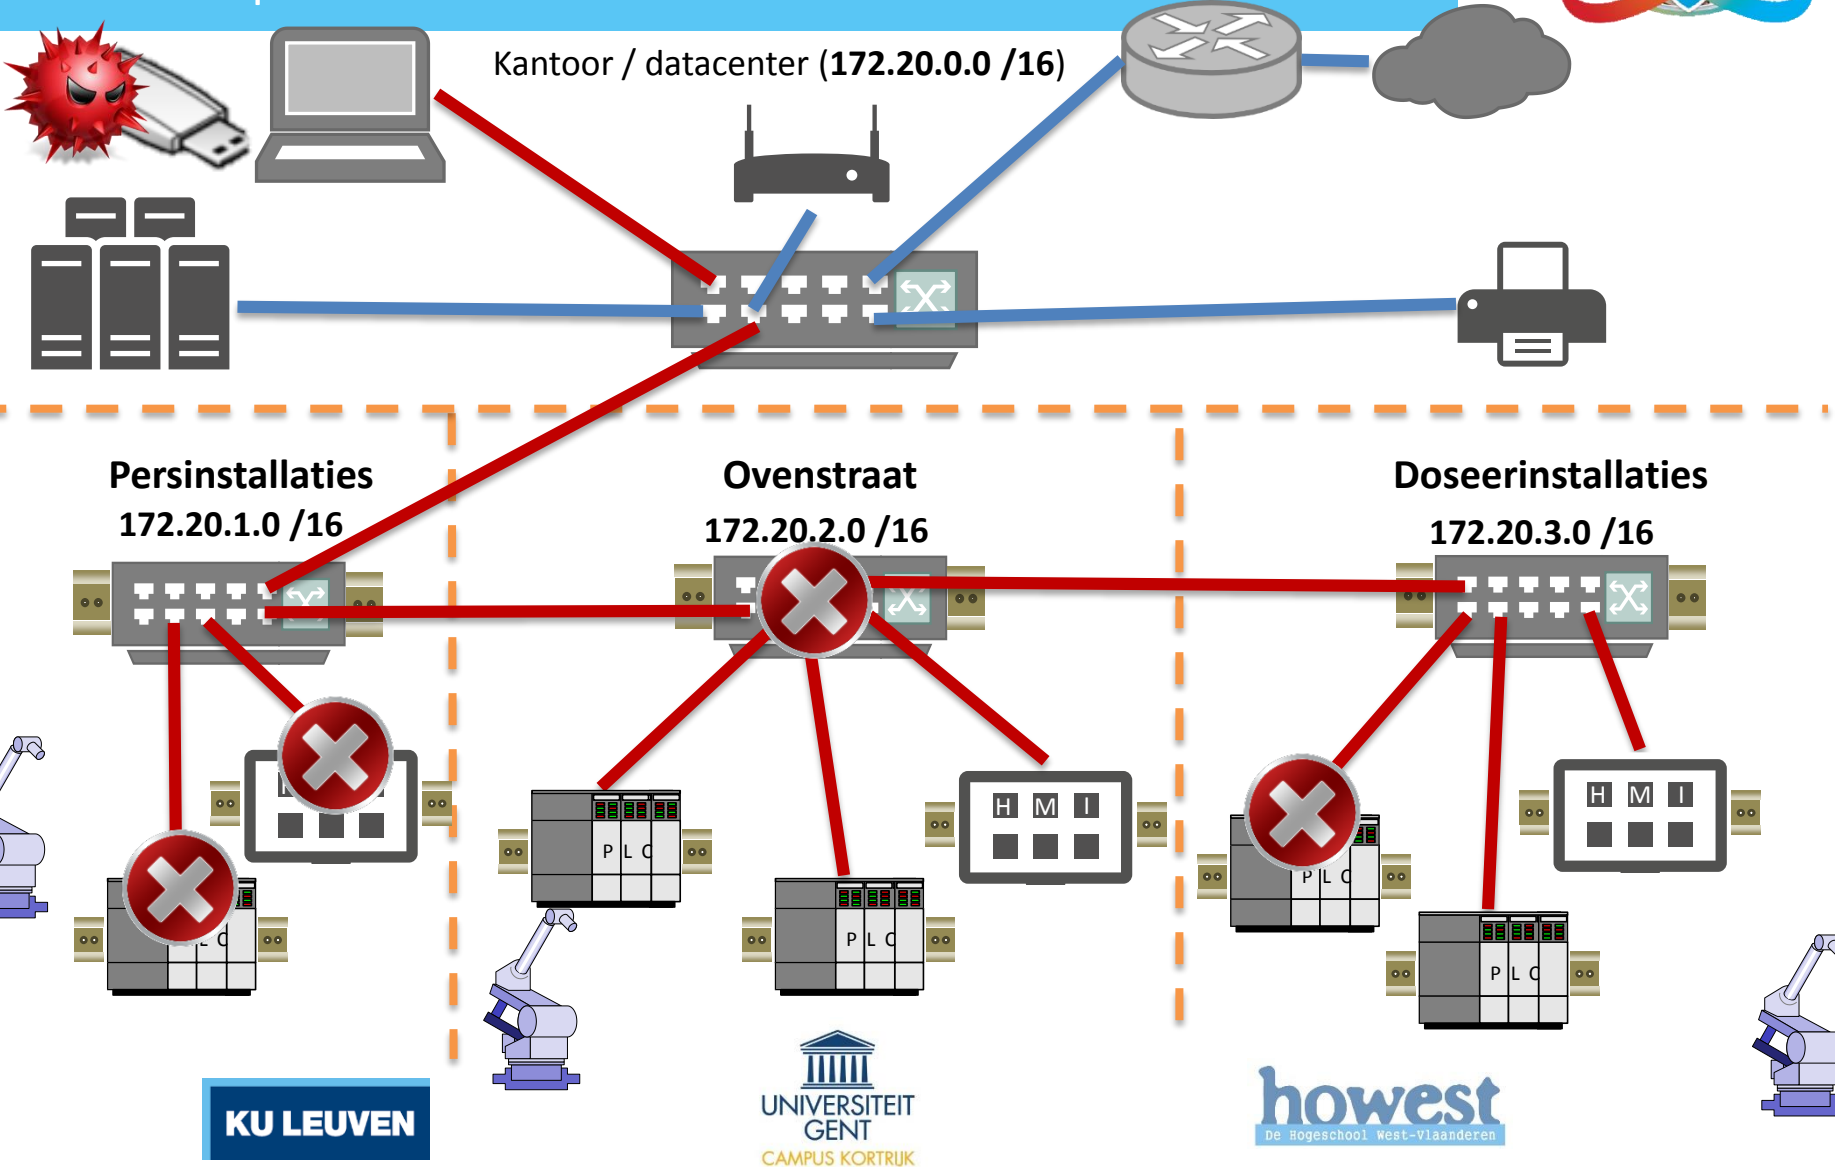 Kantoor / datacenter (172.20.0.0 /16)
Persinstallaties
172.20.1.0 /16
Ovenstraat
172.20.2.0 /16
Doseerinstallaties
172.20.3.0 /16
H M I
H M I
P L C
P L C
P L C
P L C
L C
KU LEUVEN
UNIVERSITEIT
GENT
CAMPUS KORTRIJK
howest
De Hogeschool West-Vlaanderen